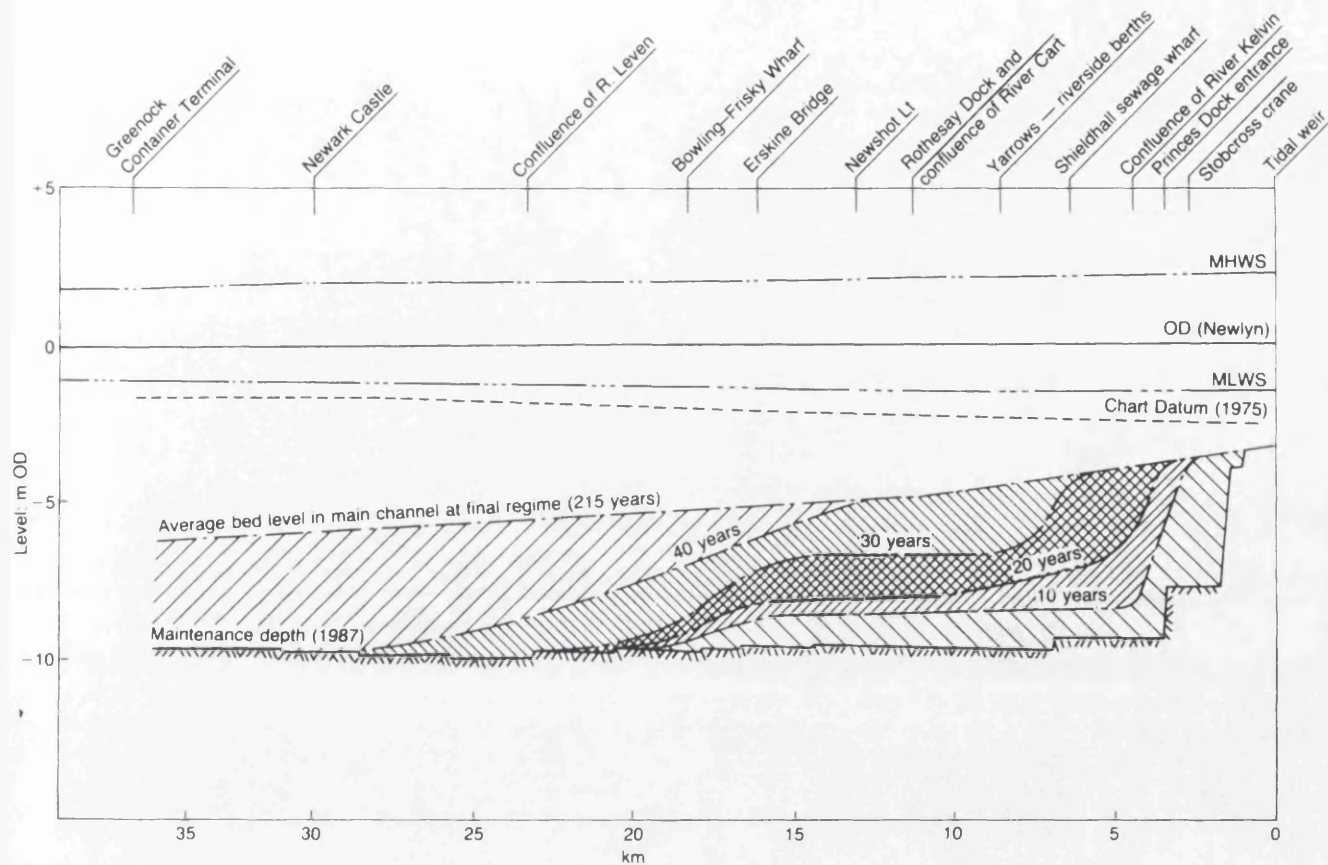 Greenock
Container Terminal
Newark Castle
Confluence of R. Leven
Bowling–Frisky Wharf
Erskine Bridge
Newshot Lt
Rothesay Dock and
confluence of River Cart
Yarrows — riverside berths
Shieldhall sewage wharf
Confluence of River Kelvin
Princes Dock entrance
Stobcross crane
Tidal weir
+5
MHWS
OD (Newlyn)
0
MLWS
Chart Datum (1975)
Level: m OD
−5
Average bed level in main channel at final regime (215 years)
40 years
30 years
20 years
10 years
Maintenance depth (1987)
−10
35
30
25
20
15
10
5
0
km